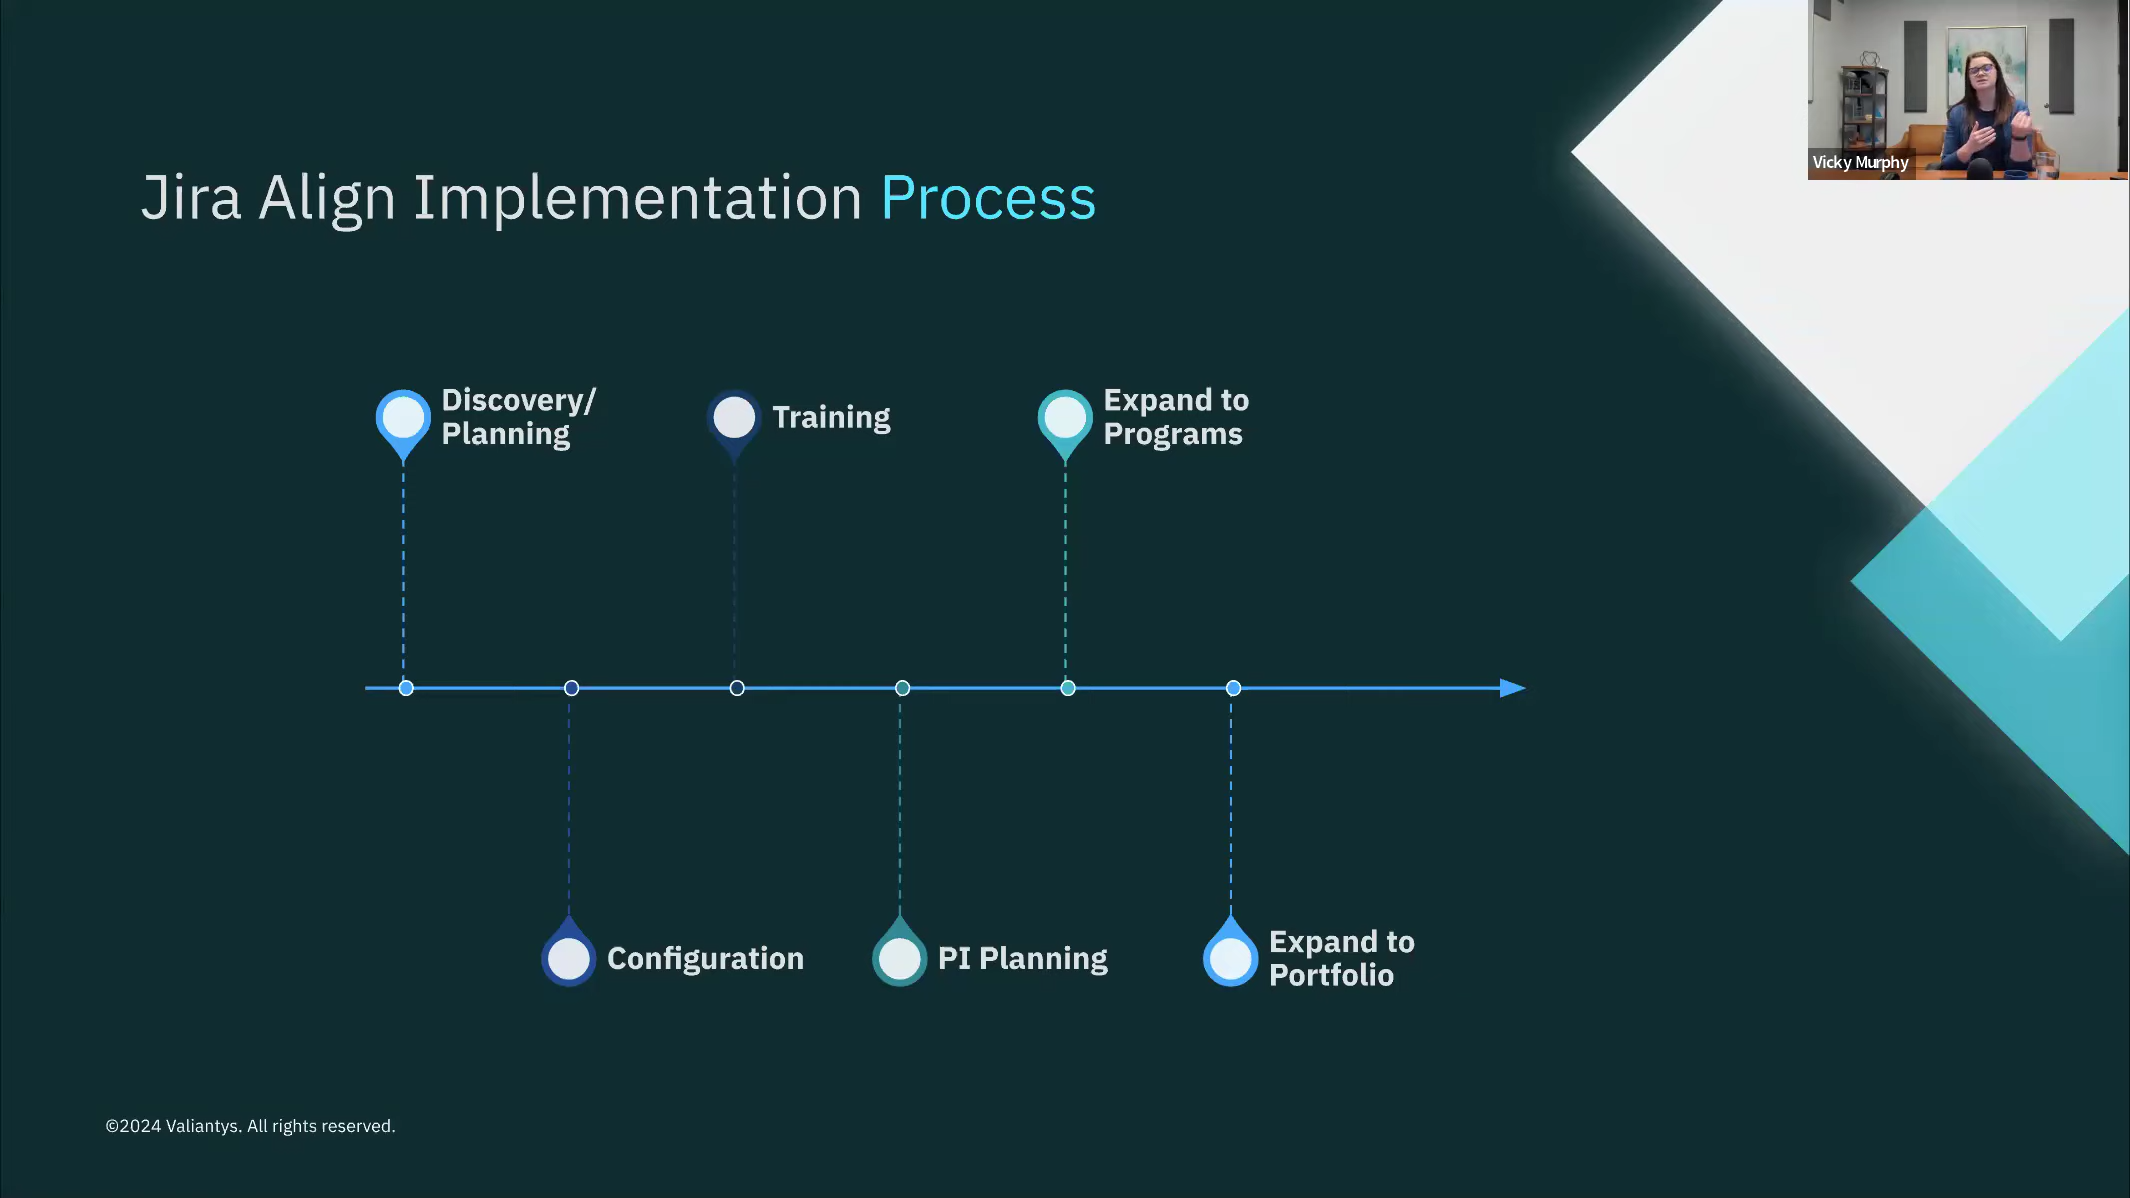 Vicky Murphy
Jira Align Implementation Process
Discovery/
Planning
Training
Expand to
Programs
Configuration
PI Planning
Expand to
Portfolio
©2024 Valiantys. All rights reserved.